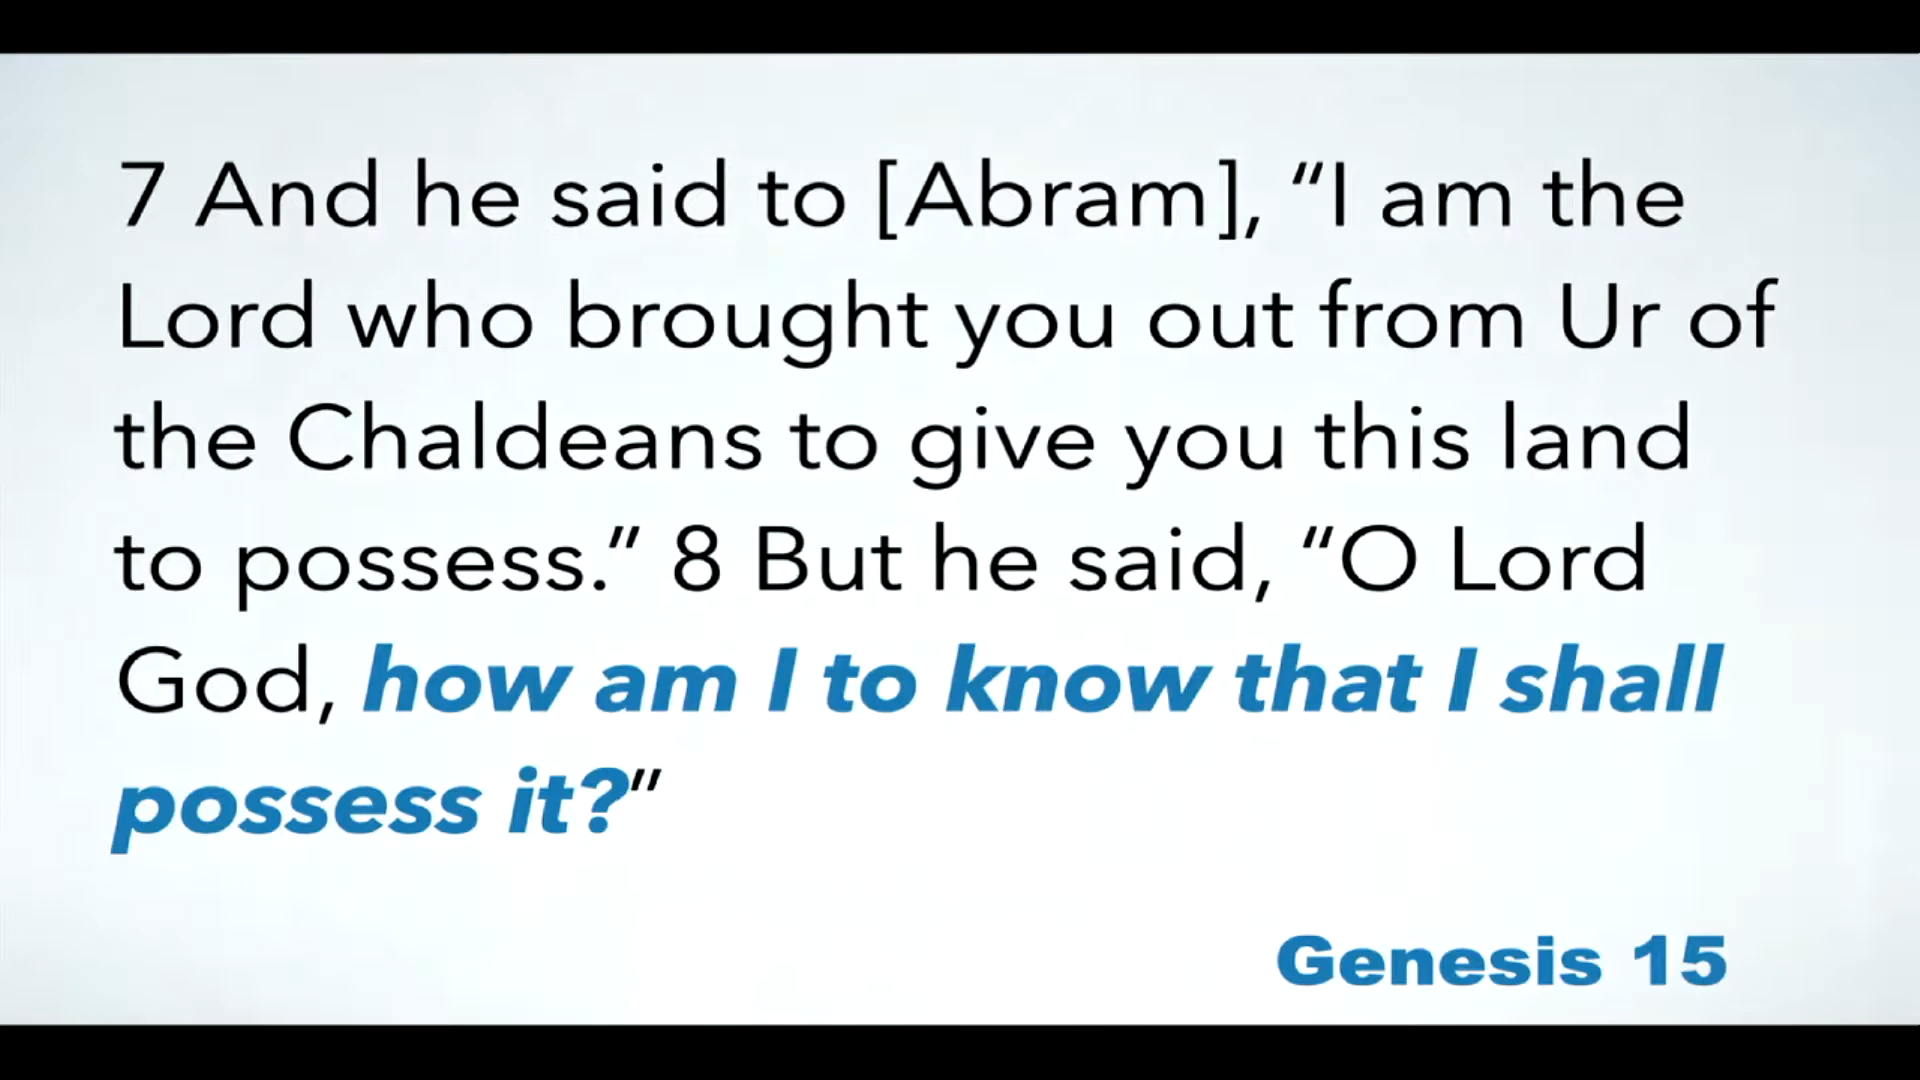 7 And he said to [Abram], “I am the
Lord who brought you out from Ur of
the Chaldeans to give you this land
to possess.” 8 But he said, “O Lord
God, how am I to know that I shall
possess it?”
Genesis 15